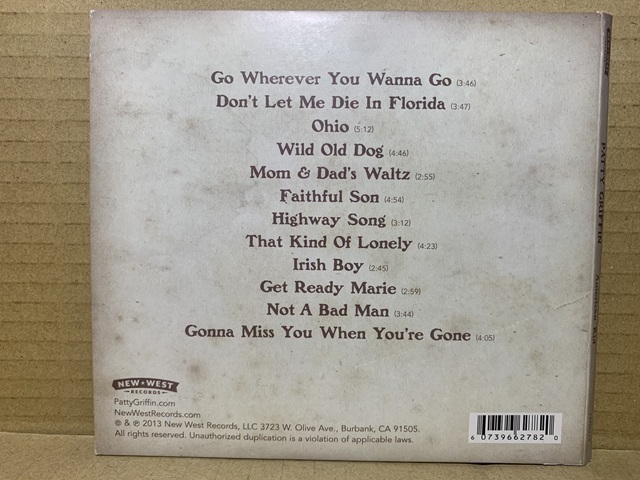 Go Wherever You Wanna Go (3:46)
Don't Let Me Die In Florida (3:47)
Ohio (5:12)
Wild Old Dog (4:46)
Mom & Dad's Waltz (2:55)
Faithful Son (4:54)
Highway Song (3:12)
That Kind Of Lonely (4:23)
Irish Boy (2:45)
Get Ready Marie (2:59)
Not A Bad Man (3:44)
Gonna Miss You When You're Gone (4:05)
NEW★WEST
RECORDS
PattyGriffin.com
NewWestRecords.com
© & ℗ 2013 New West Records, LLC 3723 W. Olive Ave., Burbank, CA 91505.
All rights reserved. Unauthorized duplication is a violation of applicable laws.
6 07396 62782 0
PATTY GRIFFIN American Kid